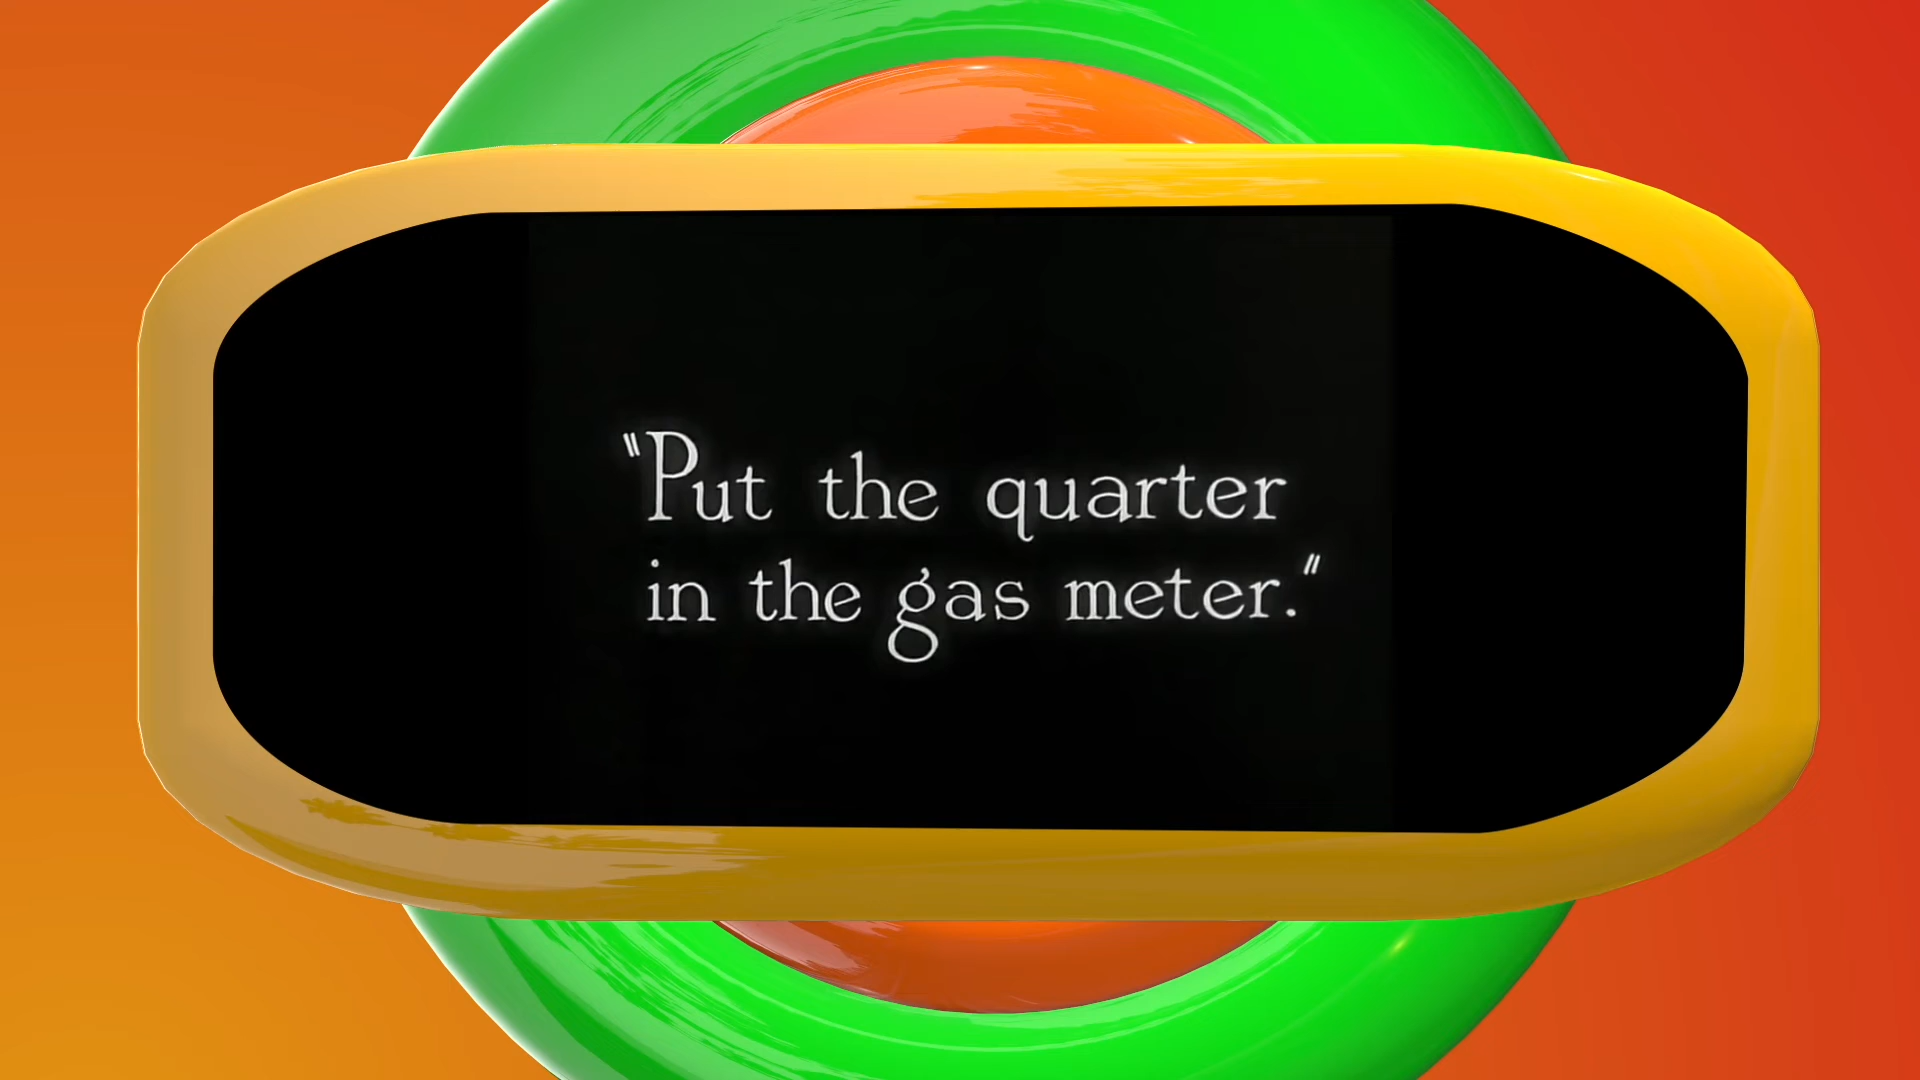 "Put the quarter
in the gas meter."